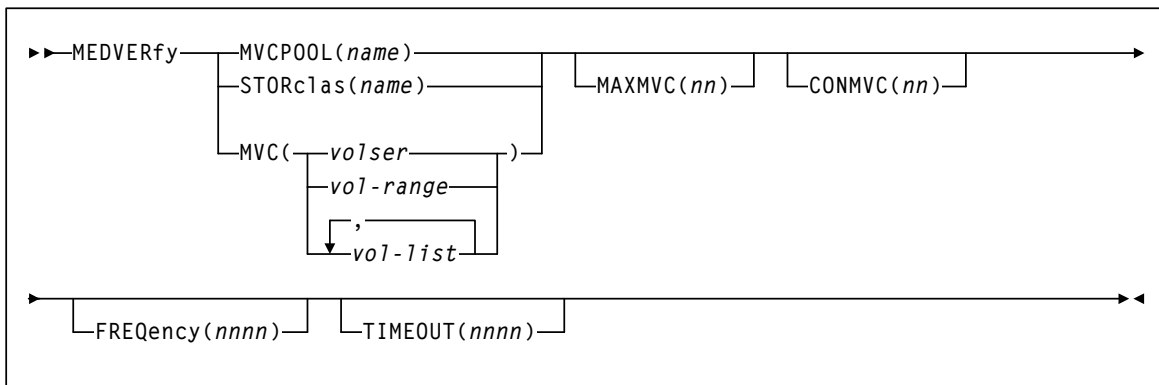 MEDVERfy MVCPOOL(name)
STORclas(name) MAXMVC(nn) CONMVC(nn)
MVC( volser )
vol-range
,
vol-list
FREQency(nnnn) TIMEOUT(nnnn)